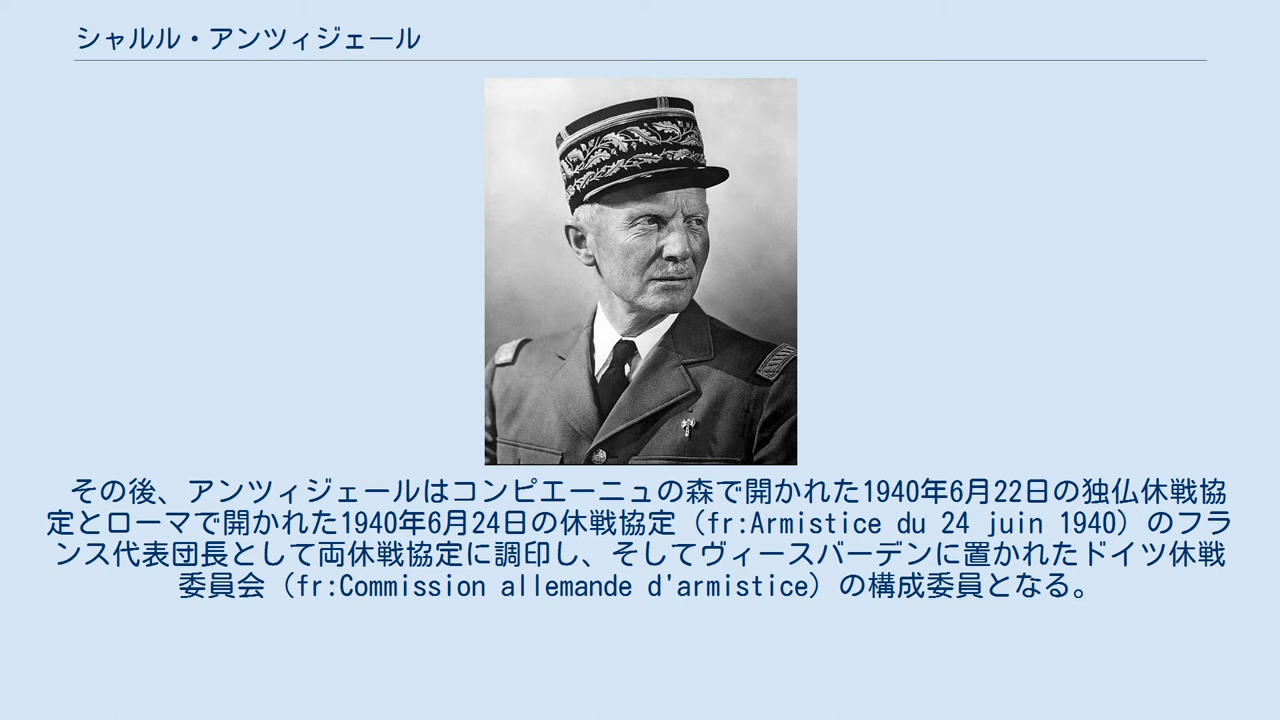 シャルル・アンツィジェール
その後、アンツィジェールはコンピエーニュの森で開かれた1940年6月22日の独仏休戦協
定とローマで開かれた1940年6月24日の休戦協定（fr:Armistice du 24 juin 1940）のフラ
ンス代表団長として両休戦協定に調印し、そしてヴィースバーデンに置かれたドイツ休戦
委員会（fr:Commission allemande d'armistice）の構成委員となる。